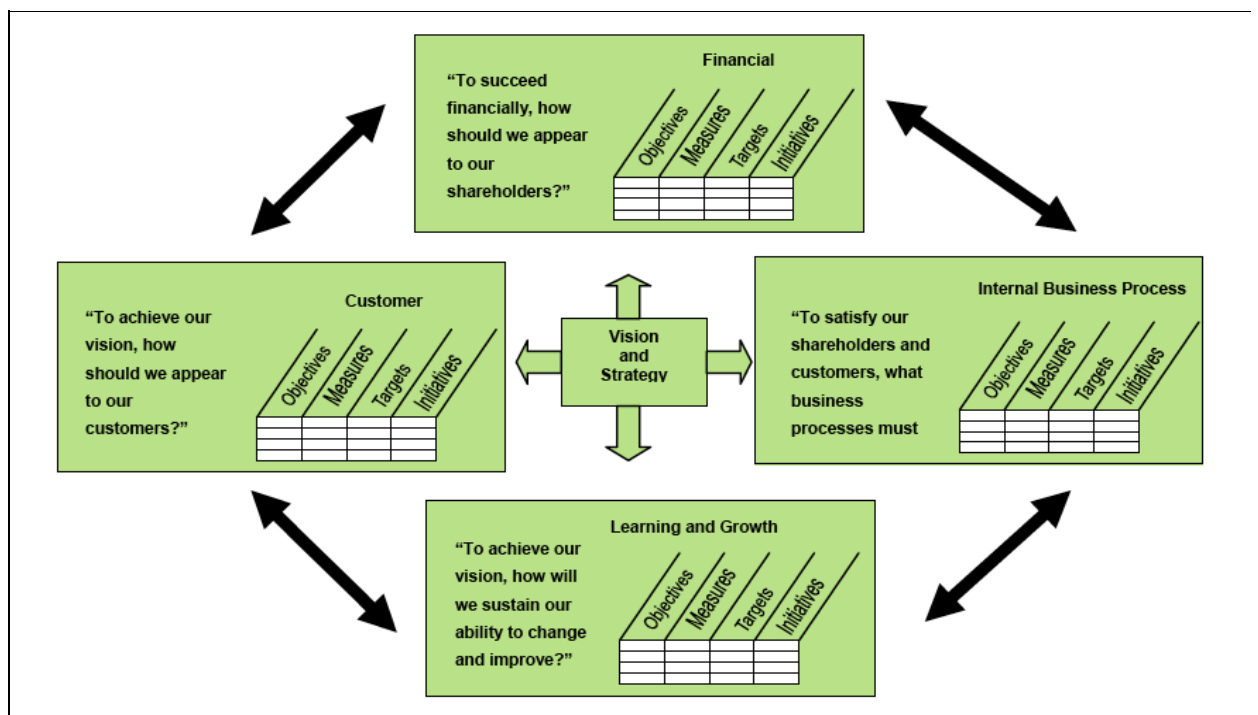 Financial
“To succeed
financially, how
should we appear
to our
shareholders?”
Objectives
Measures
Targets
Initiatives
Customer
“To achieve our
vision, how
should we appear
to our
customers?”
Objectives
Measures
Targets
Initiatives
Vision
and
Strategy
Internal Business Process
“To satisfy our
shareholders and
customers, what
business
processes must
Objectives
Measures
Targets
Initiatives
Learning and Growth
“To achieve our
vision, how will
we sustain our
ability to change
and improve?”
Objectives
Measures
Targets
Initiatives